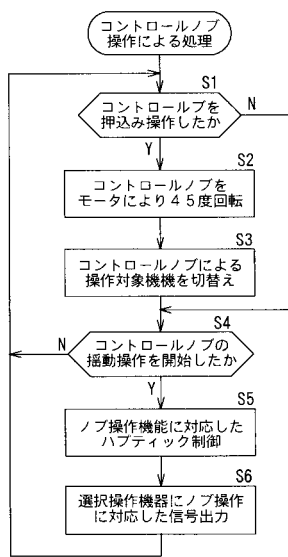 コントロールノブ
操作による処理
S1
コントロールブを
押込み操作したか
N
Y
S2
コントロールノブを
モータにより45度回転
S3
コントロールノブによる
操作対象機機を切替え
S4
コントロールノブの
揺動操作を開始したか
N
Y
S5
ノブ操作機能に対応した
ハブティック制御
S6
選択操作機器にノブ操作
に対応した信号出力